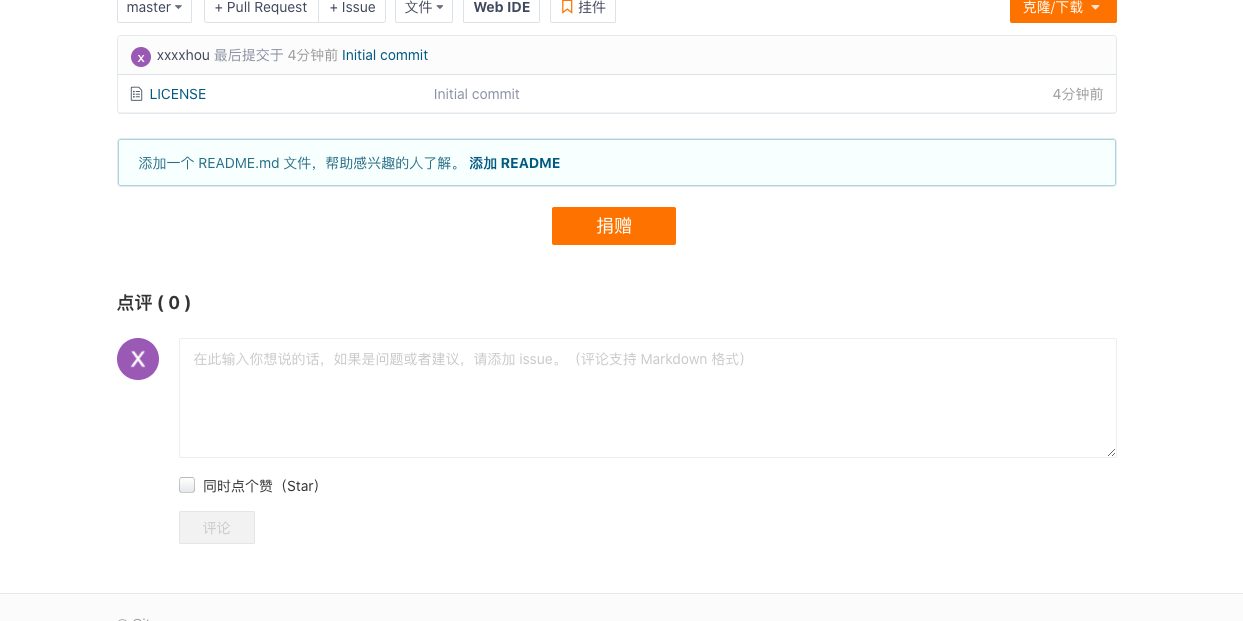 master + Pull Request + Issue 文件 Web IDE 挂件 克隆/下载
x xxxxhou 最后提交于 4分钟前 Initial commit
LICENSE Initial commit 4分钟前
添加一个 README.md 文件，帮助感兴趣的人了解。 添加 README
捐赠
点评 ( 0 )
X 在此输入你想说的话，如果是问题或者建议，请添加 issue。（评论支持 Markdown 格式）
同时点个赞（Star）
评论